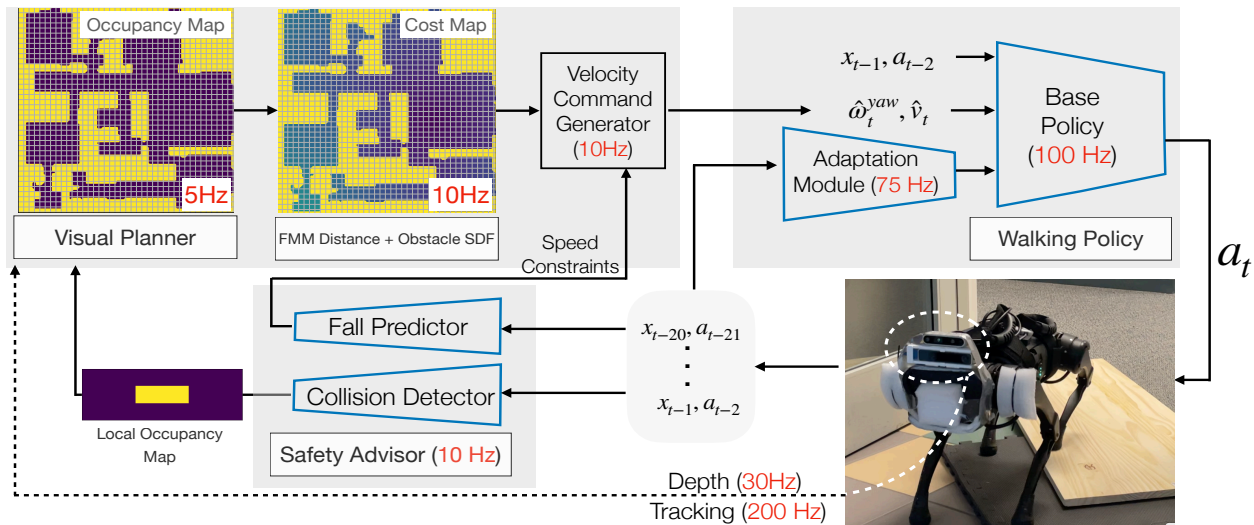 Occupancy Map
5Hz
Visual Planner
Cost Map
10Hz
FMM Distance + Obstacle SDF
Velocity
Command
Generator
(10Hz)
Speed
Constraints
x_{t-1}, a_{t-2}
\hat{ω}_t^{yaw}, \hat{v}_t
Adaptation
Module (75 Hz)
Base
Policy
(100 Hz)
Walking Policy
a_t
Fall Predictor
Collision Detector
Safety Advisor (10 Hz)
Local Occupancy
Map
x_{t-20}, a_{t-21}
x_{t-1}, a_{t-2}
Depth (30Hz)
Tracking (200 Hz)